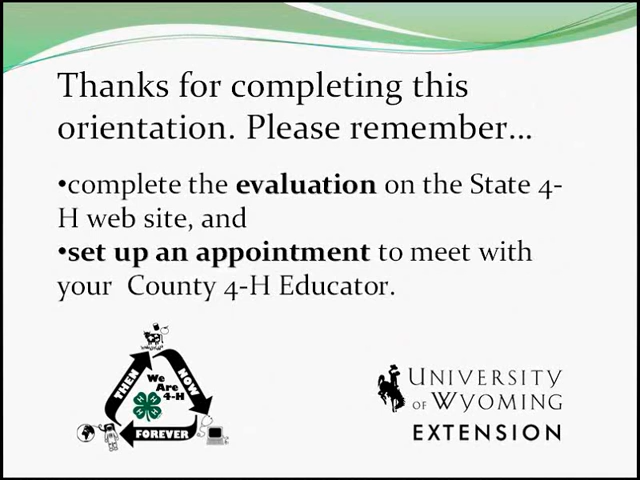 Thanks for completing this
orientation. Please remember...
•complete the evaluation on the State 4-
H web site, and
•set up an appointment to meet with
your  County 4-H Educator.
THEN
NOW
We
Are
4-H
FOREVER
UNIVERSITY
OF WYOMING
EXTENSION